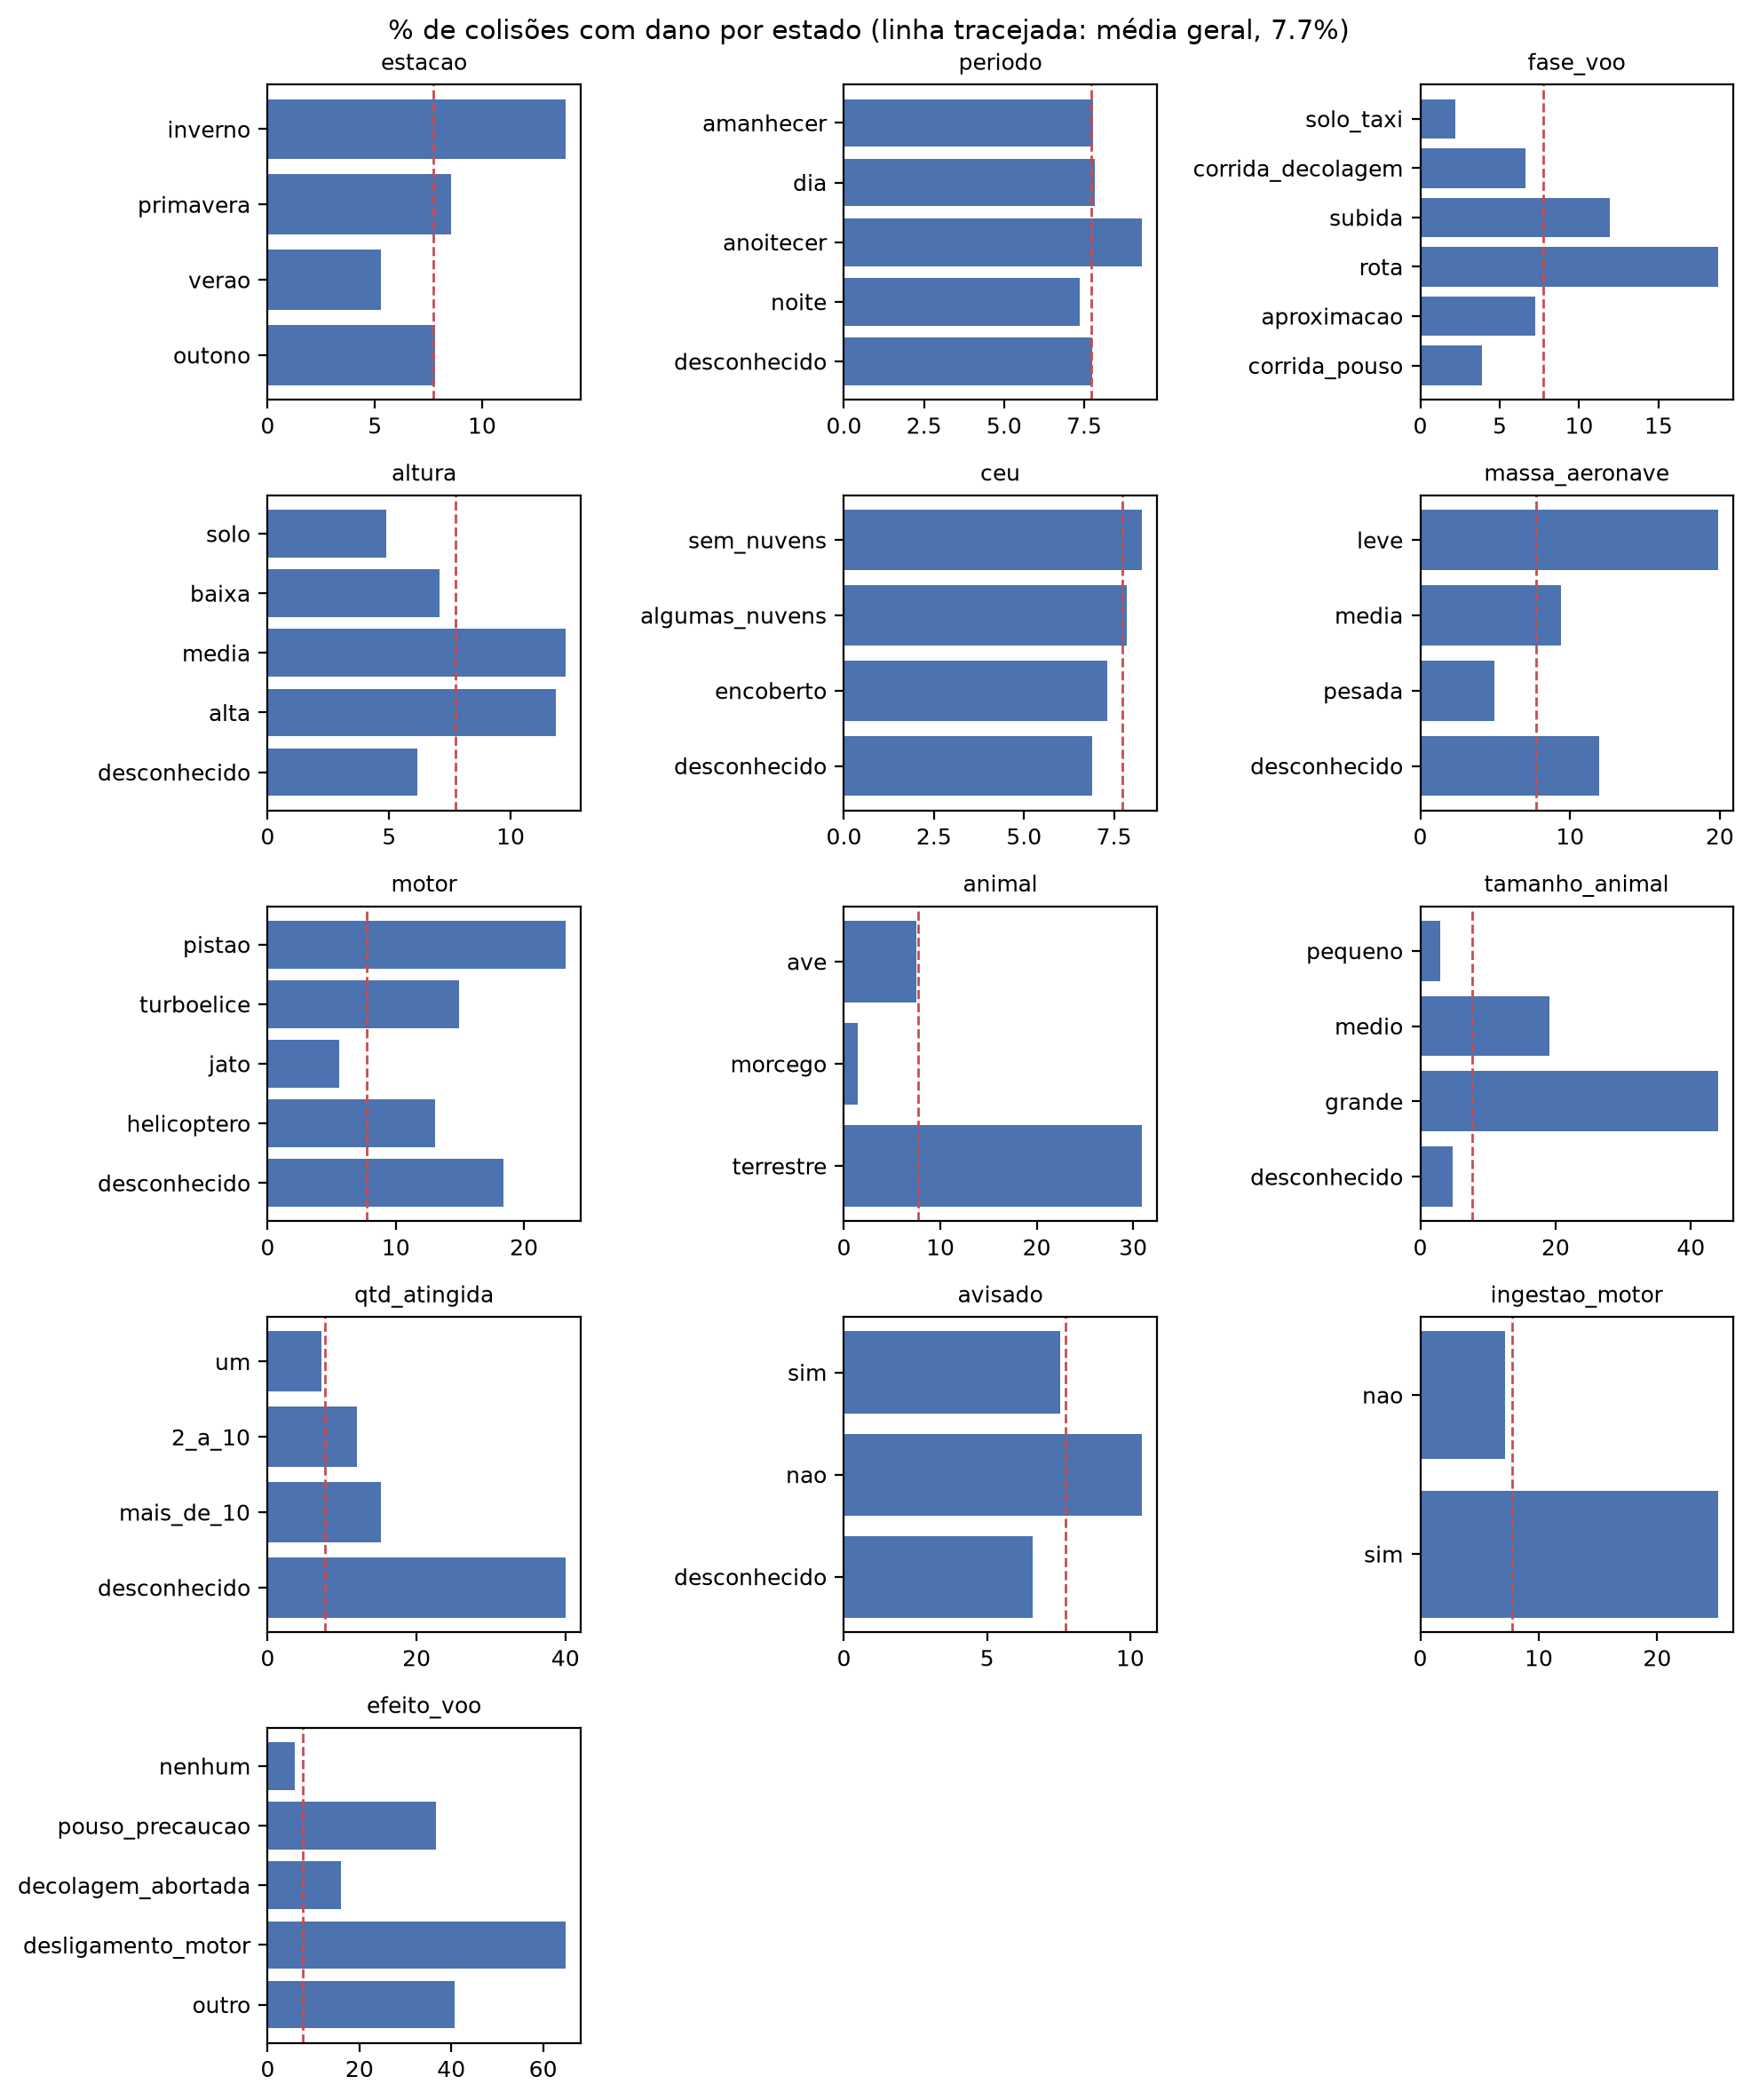 % de colisões com dano por estado (linha tracejada: média geral, 7.7%)
estacao
inverno
primavera
verao
outono
0 5 10
periodo
amanhecer
dia
anoitecer
noite
desconhecido
0.0 2.5 5.0 7.5
fase_voo
solo_taxi
corrida_decolagem
subida
rota
aproximacao
corrida_pouso
0 5 10 15
altura
solo
baixa
media
alta
desconhecido
0 5 10
ceu
sem_nuvens
algumas_nuvens
encoberto
desconhecido
0.0 2.5 5.0 7.5
massa_aeronave
leve
media
pesada
desconhecido
0 10 20
motor
pistao
turboelice
jato
helicoptero
desconhecido
0 10 20
animal
ave
morcego
terrestre
0 10 20 30
tamanho_animal
pequeno
medio
grande
desconhecido
0 20 40
qtd_atingida
um
2_a_10
mais_de_10
desconhecido
0 20 40
avisado
sim
nao
desconhecido
0 5 10
ingestao_motor
nao
sim
0 10 20
efeito_voo
nenhum
pouso_precaucao
decolagem_abortada
desligamento_motor
outro
0 20 40 60